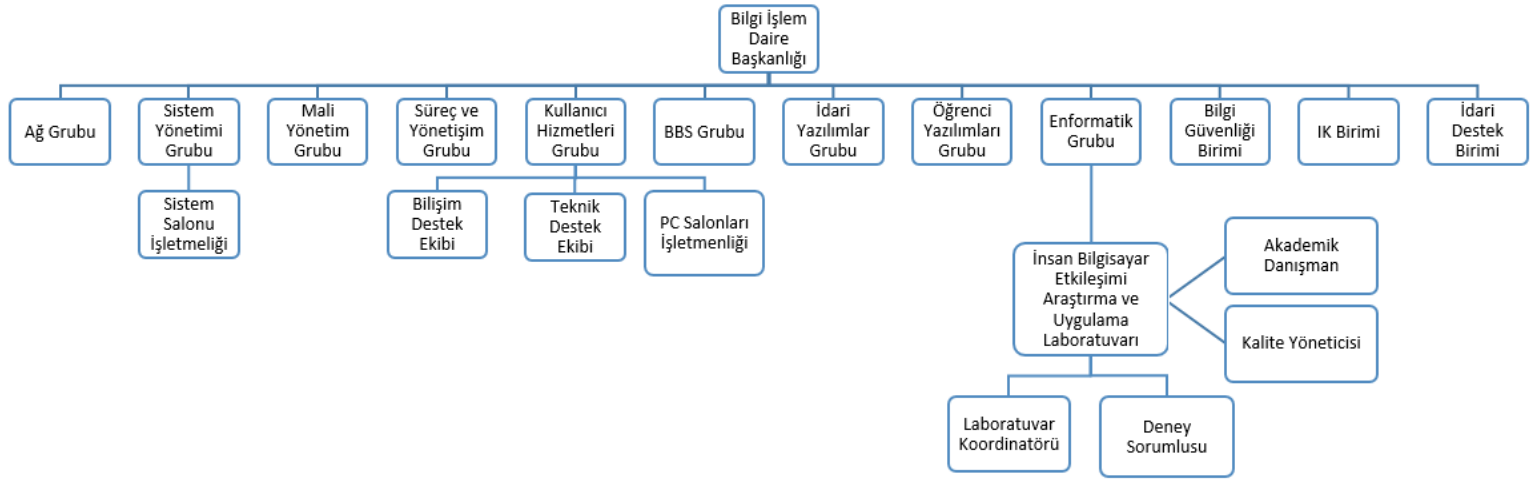 Bilgi İşlem
Daire
Başkanlığı
Ağ Grubu
Sistem
Yönetimi
Grubu
Mali
Yönetim
Grubu
Süreç ve
Yönetişim
Grubu
Kullanıcı
Hizmetleri
Grubu
BBS Grubu
İdari
Yazılımlar
Grubu
Öğrenci
Yazılımları
Grubu
Enformatik
Grubu
Bilgi
Güvenliği
Birimi
IK Birimi
İdari
Destek
Birimi
Sistem
Salonu
İşletmeliği
Bilişim
Destek
Ekibi
Teknik
Destek
Ekibi
PC Salonları
İşletmenliği
İnsan Bilgisayar
Etkileşimi
Araştırma ve
Uygulama
Laboratuvarı
Akademik
Danışman
Kalite Yöneticisi
Laboratuvar
Koordinatörü
Deney
Sorumlusu